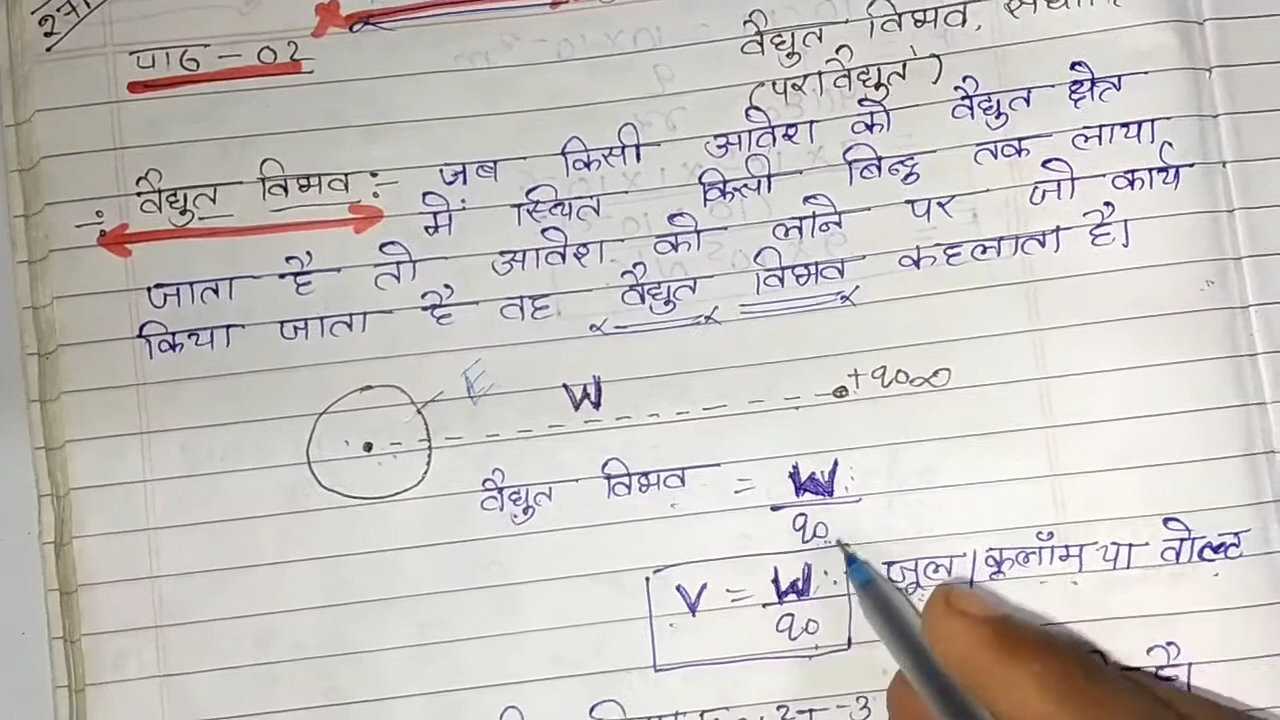 पाठ - 02
वैद्युत विभव,
(परावैद्युत)
वैद्युत विभव :- जब किसी आवेश को वैद्युत क्षेत्र
में स्थित किसी बिन्दु तक लाया
जाता है तो आवेश को लाने पर जो कार्य
किया जाता है वह वैद्युत विभव कहलाता है।
E W +q0∞
वैद्युत विभव = W
q0
V = W जूल/कूलॉम या वोल्ट
q0
है।